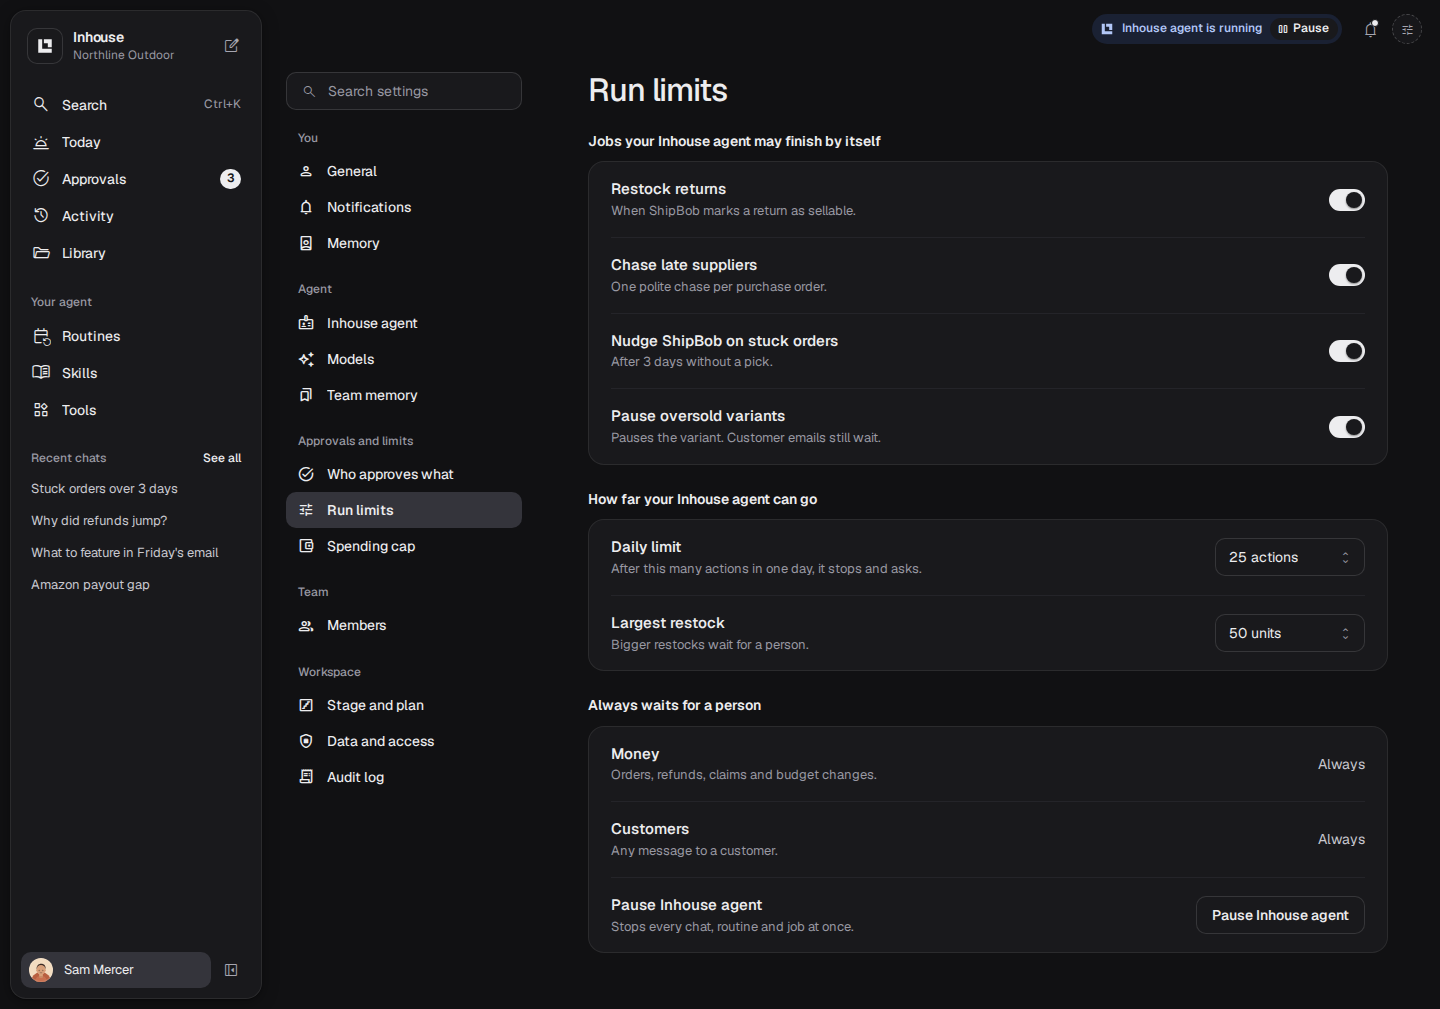 Inhouse
Northline Outdoor
Search Ctrl+K
Today
Approvals 3
Activity
Library
Your agent
Routines
Skills
Tools
Recent chats See all
Stuck orders over 3 days
Why did refunds jump?
What to feature in Friday's email
Amazon payout gap
Sam Mercer
Search settings
You
General
Notifications
Memory
Agent
Inhouse agent
Models
Team memory
Approvals and limits
Who approves what
Run limits
Spending cap
Team
Members
Workspace
Stage and plan
Data and access
Audit log
Inhouse agent is running Pause
Run limits
Jobs your Inhouse agent may finish by itself
Restock returns
When ShipBob marks a return as sellable.
Chase late suppliers
One polite chase per purchase order.
Nudge ShipBob on stuck orders
After 3 days without a pick.
Pause oversold variants
Pauses the variant. Customer emails still wait.
How far your Inhouse agent can go
Daily limit
After this many actions in one day, it stops and asks.
25 actions
Largest restock
Bigger restocks wait for a person.
50 units
Always waits for a person
Money
Orders, refunds, claims and budget changes.
Always
Customers
Any message to a customer.
Always
Pause Inhouse agent
Stops every chat, routine and job at once.
Pause Inhouse agent